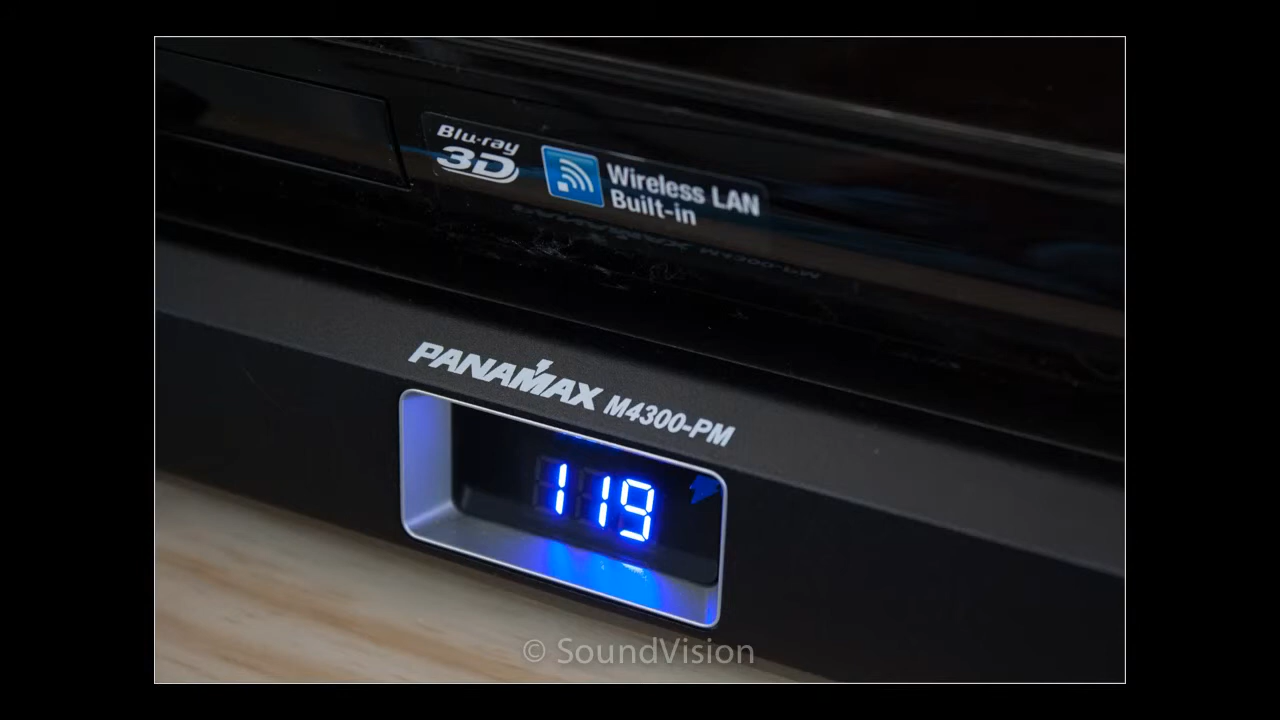 Blu-ray
3D
Wireless LAN
Built-in
PANAMAX M4300-PM
119
© SoundVision